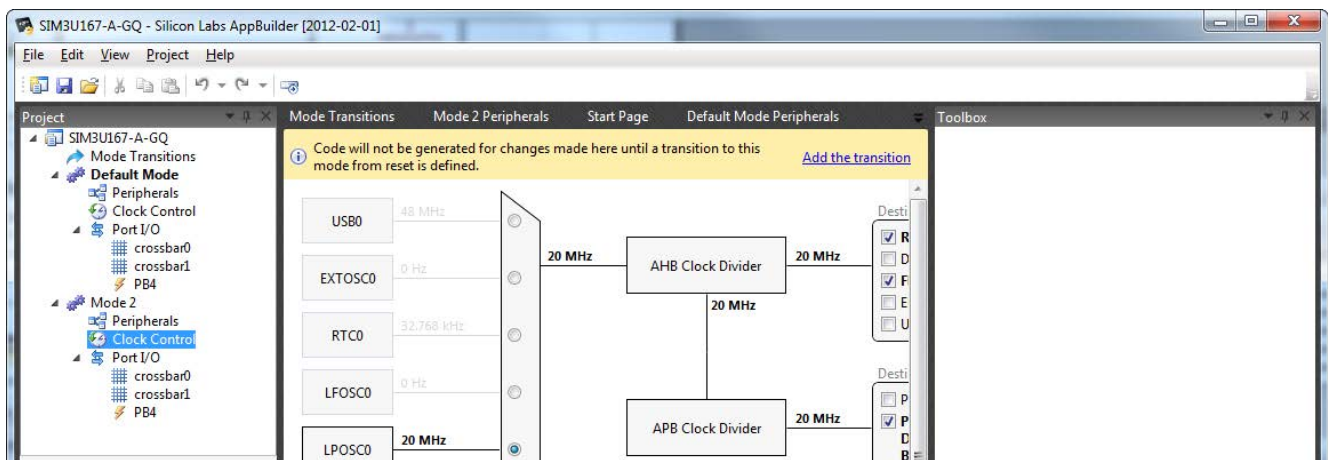 SIM3U167-A-GQ - Silicon Labs AppBuilder [2012-02-01]
File Edit View Project Help
Project
SIM3U167-A-GQ
Mode Transitions
Default Mode
Peripherals
Clock Control
Port I/O
crossbar0
crossbar1
PB4
Mode 2
Peripherals
Clock Control
Port I/O
crossbar0
crossbar1
PB4
Mode Transitions Mode 2 Peripherals Start Page Default Mode Peripherals
Code will not be generated for changes made here until a transition to this
mode from reset is defined.
Add the transition
USB0 48 MHz
EXTOSC0 0 Hz
RTC0 32.768 kHz
LFOSC0 0 Hz
LPOSC0 20 MHz
20 MHz
AHB Clock Divider
20 MHz
20 MHz
APB Clock Divider
20 MHz
Desti
R
D
F
E
U
Desti
P
P
D
B
Toolbox